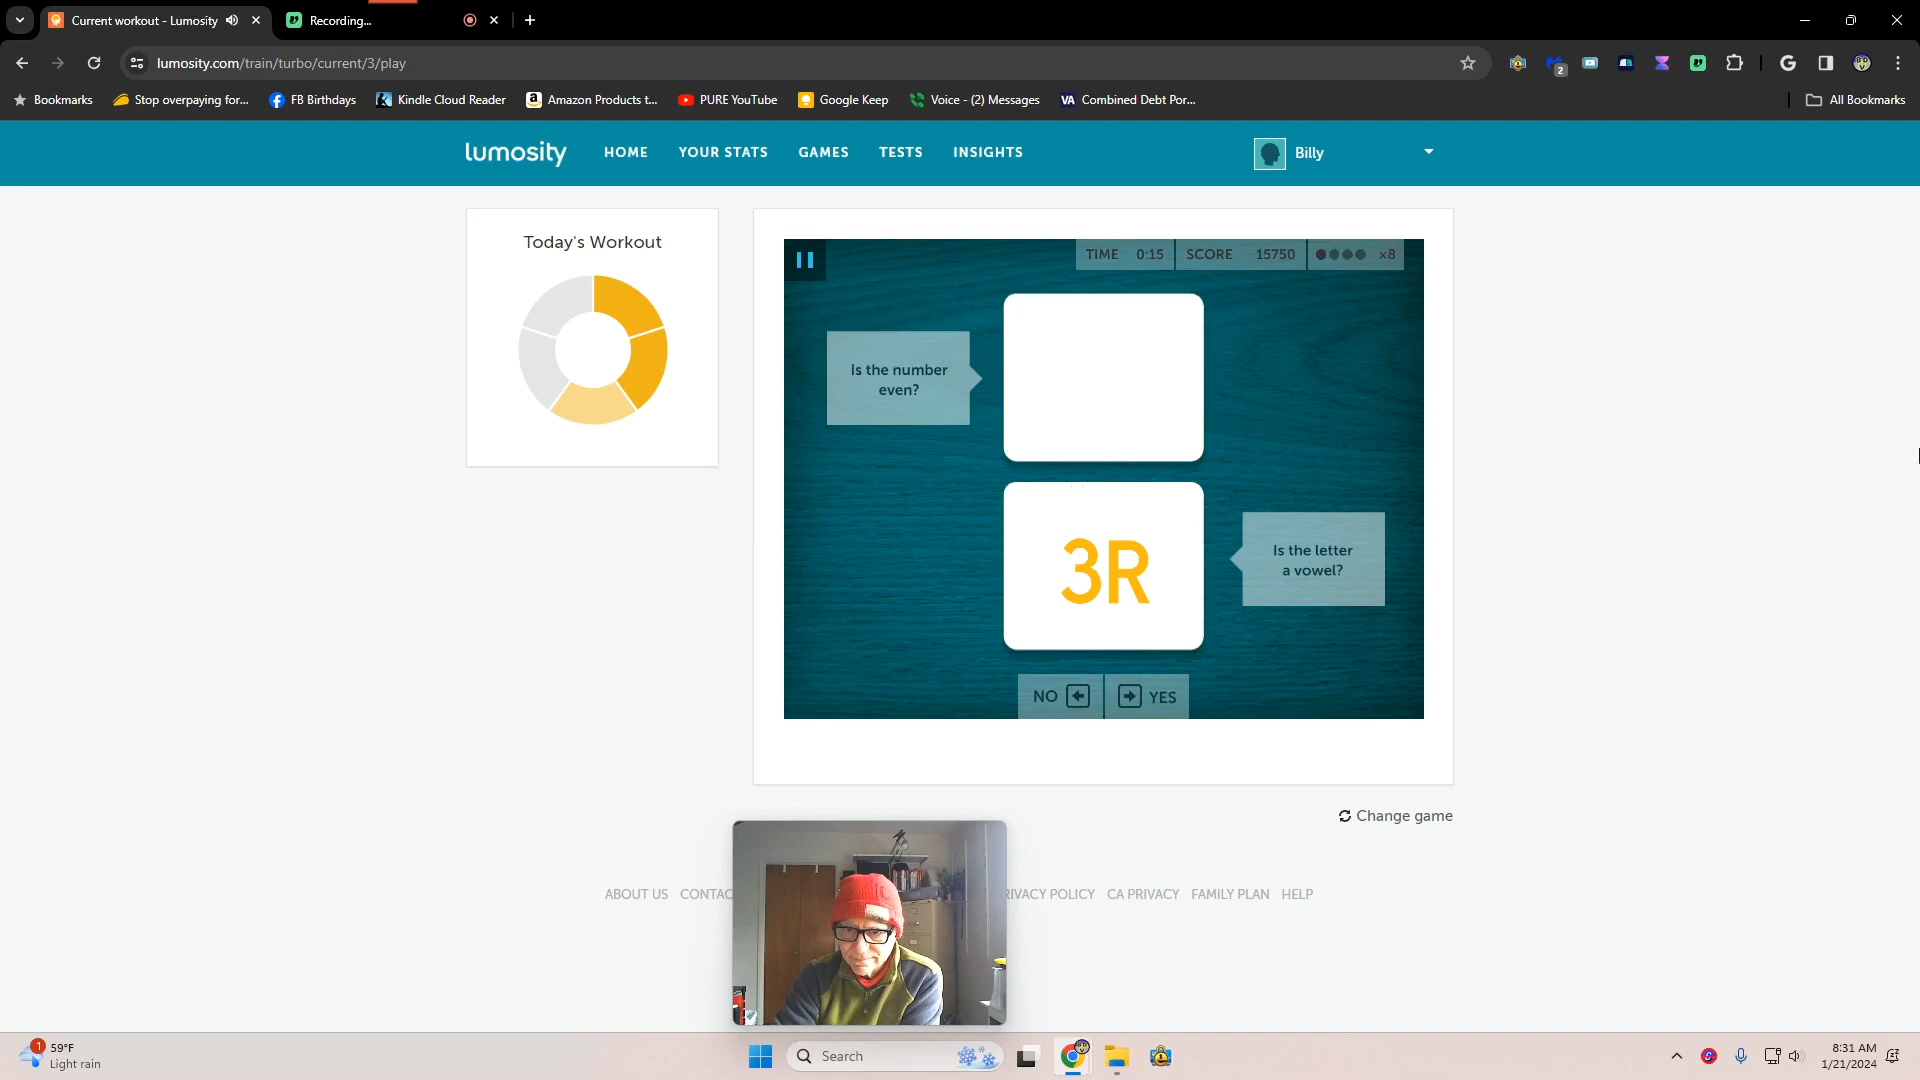 Current workout - Lumosity
Recording...
lumosity.com/train/turbo/current/3/play
2
Bookmarks
Stop overpaying for...
FB Birthdays
Kindle Cloud Reader
Amazon Products t...
PURE YouTube
Google Keep
Voice - (2) Messages
VA Combined Debt Por...
All Bookmarks
lumosity
HOME
YOUR STATS
GAMES
TESTS
INSIGHTS
Billy
Today's Workout
TIME 0:15
SCORE 15750
x8
Is the number
even?
3R
Is the letter
a vowel?
NO
YES
Change game
ABOUT US
CONTAC
RIVACY POLICY
CA PRIVACY
FAMILY PLAN
HELP
1
59°F
Light rain
Search
8:31 AM
1/21/2024